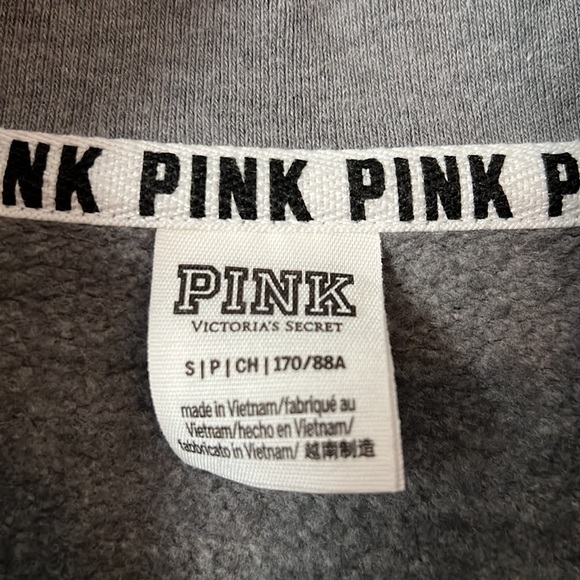 NK PINK PINK P
PINK
VICTORIA'S SECRET
S | P | CH | 170/88A
made in Vietnam/fabriqué au
Vietnam/hecho en Vietnam/
fabbricato in Vietnam/ 越南制造